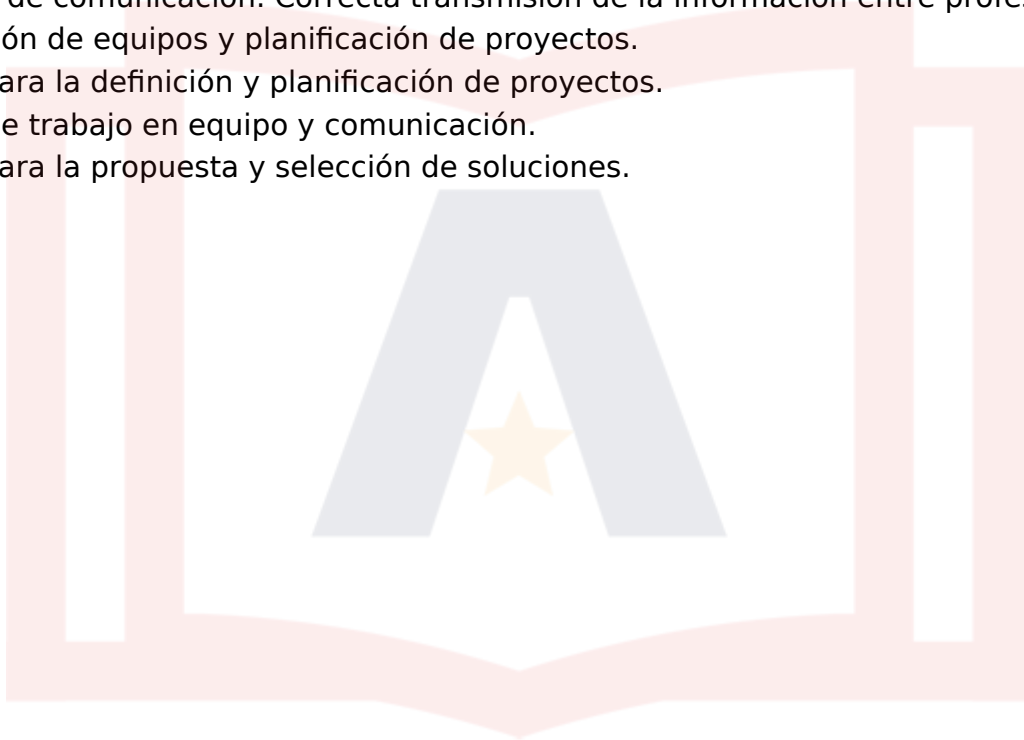 de comunicación. Correcta transmisión de la información entre
ón de equipos y planificación de proyectos.
ara la definición y planificación de proyectos.
e trabajo en equipo y comunicación.
ara la propuesta y selección de soluciones.